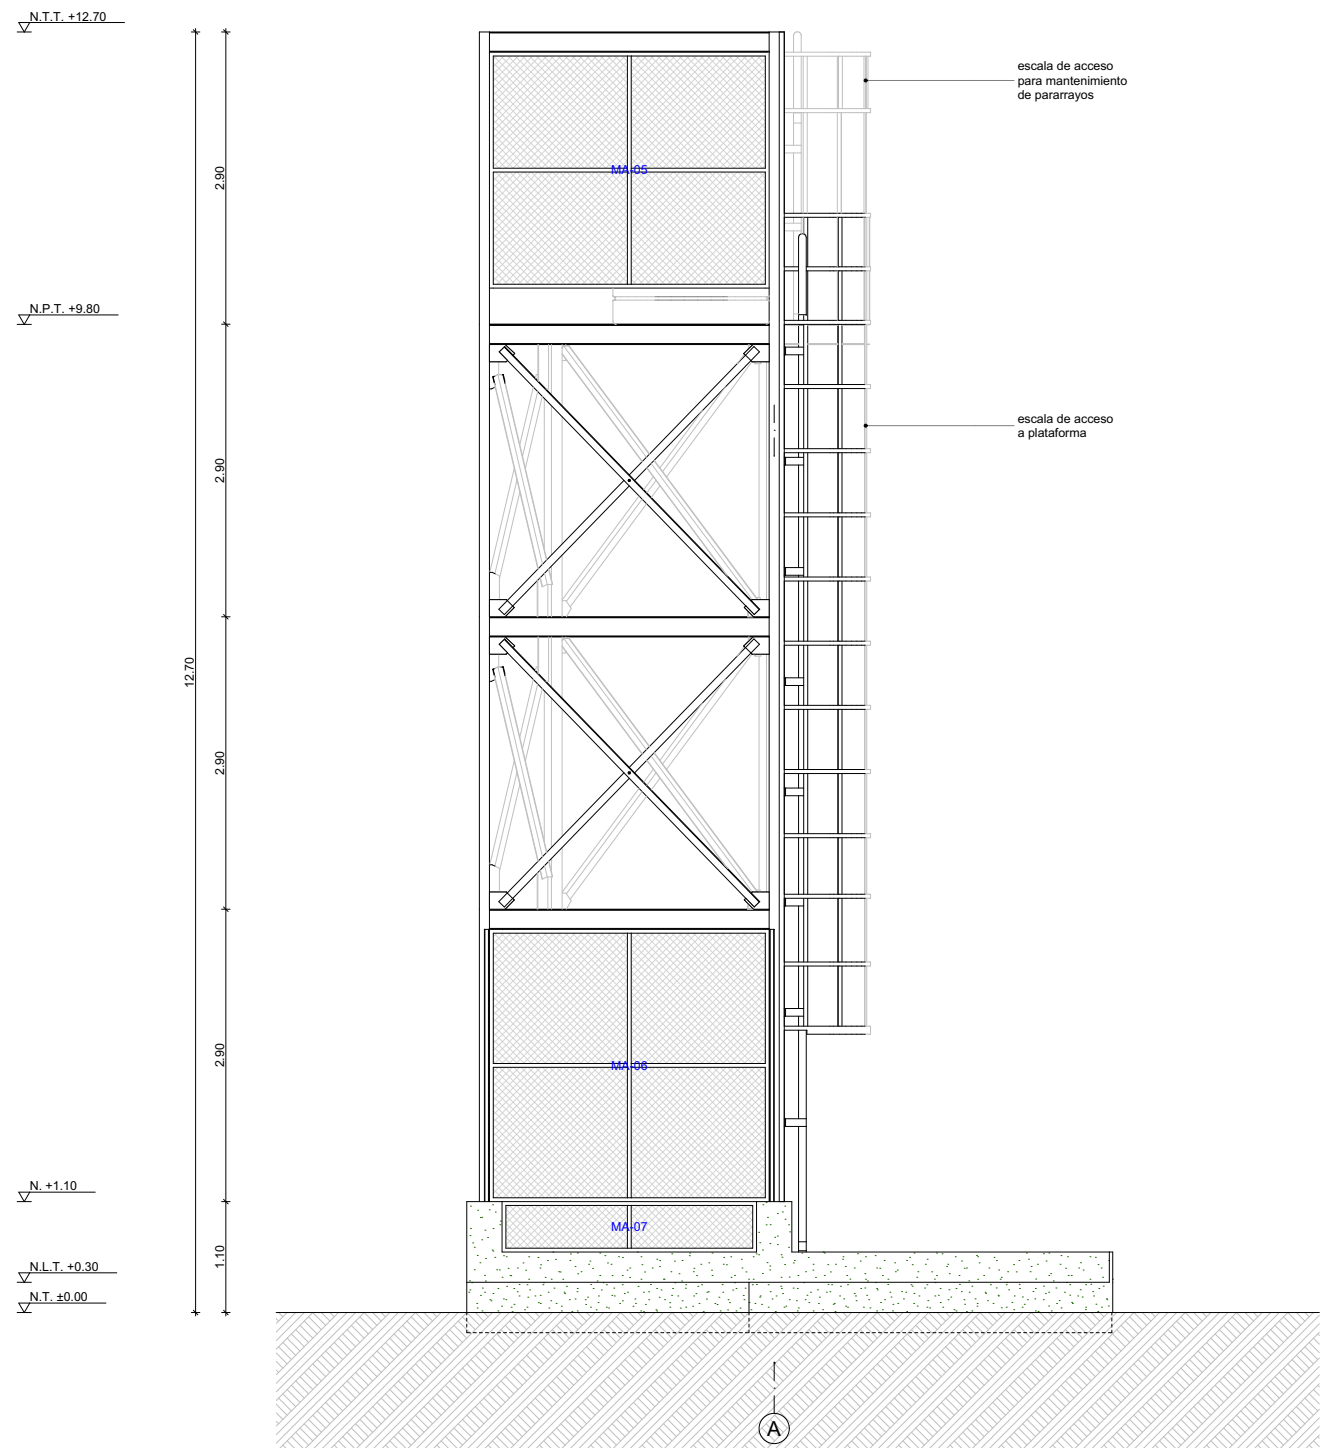 N.T.T. +12.70
escala de acceso
para mantenimiento
de pararrayos
MA-05
2.90
N.P.T. +9.80
escala de acceso
a plataforma
2.90
12.70
2.90
2.90
MA-06
N. +1.10
MA-07
1.10
N.L.T. +0.30
N.T. ±0.00
A